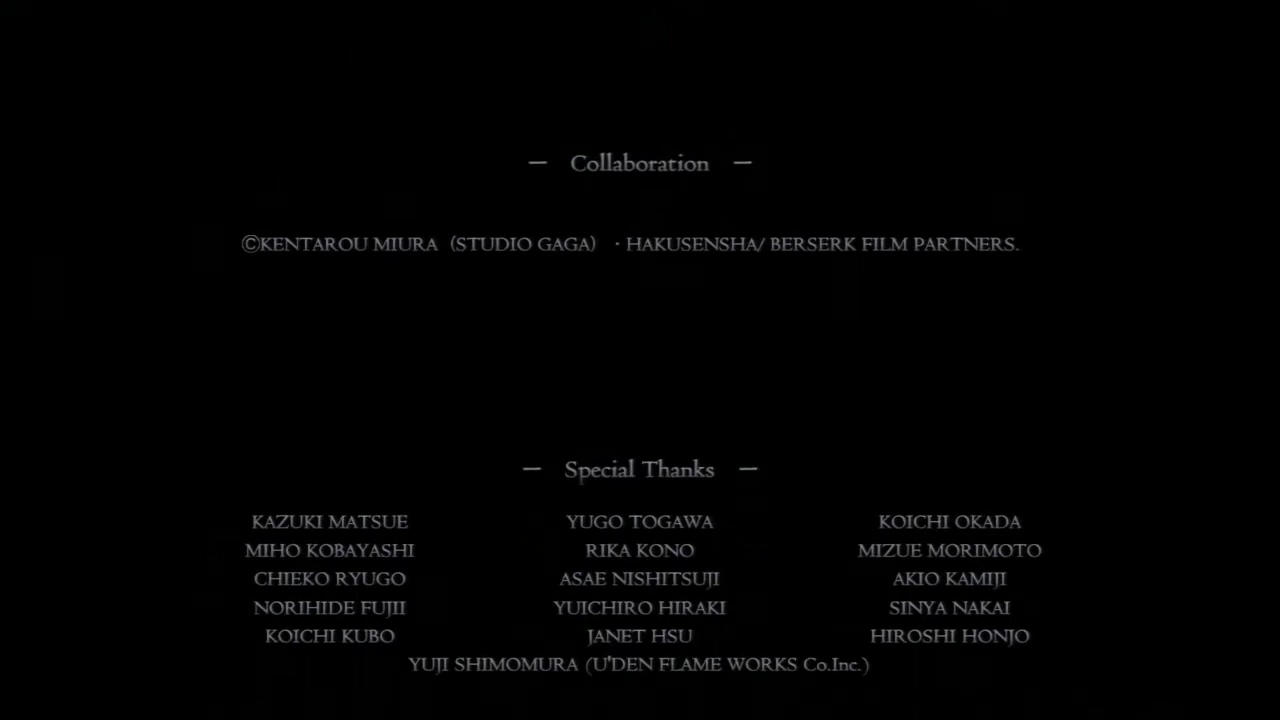 — Collaboration —
©KENTAROU MIURA (STUDIO GAGA) ・HAKUSENSHA/ BERSERK FILM PARTNERS.
— Special Thanks —
KAZUKI MATSUE YUGO TOGAWA KOICHI OKADA
MIHO KOBAYASHI RIKA KONO MIZUE MORIMOTO
CHIEKO RYUGO ASAE NISHITSUJI AKIO KAMIJI
NORIHIDE FUJII YUICHIRO HIRAKI SINYA NAKAI
KOICHI KUBO JANET HSU HIROSHI HONJO
YUJI SHIMOMURA (U'DEN FLAME WORKS Co.Inc.)